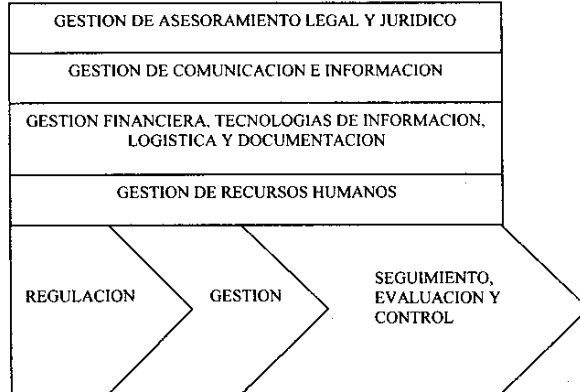 GESTION DE ASESORAMIENTO LEGAL Y JURIDICO
GESTION DE COMUNICACION E INFORMACION
GESTION FINANCIERA, TECNOLOGIAS DE INFORMACION,
LOGISTICA Y DOCUMENTACION
GESTION DE RECURSOS HUMANOS
REGULACION
GESTION
SEGUIMIENTO,
EVALUACION Y
CONTROL